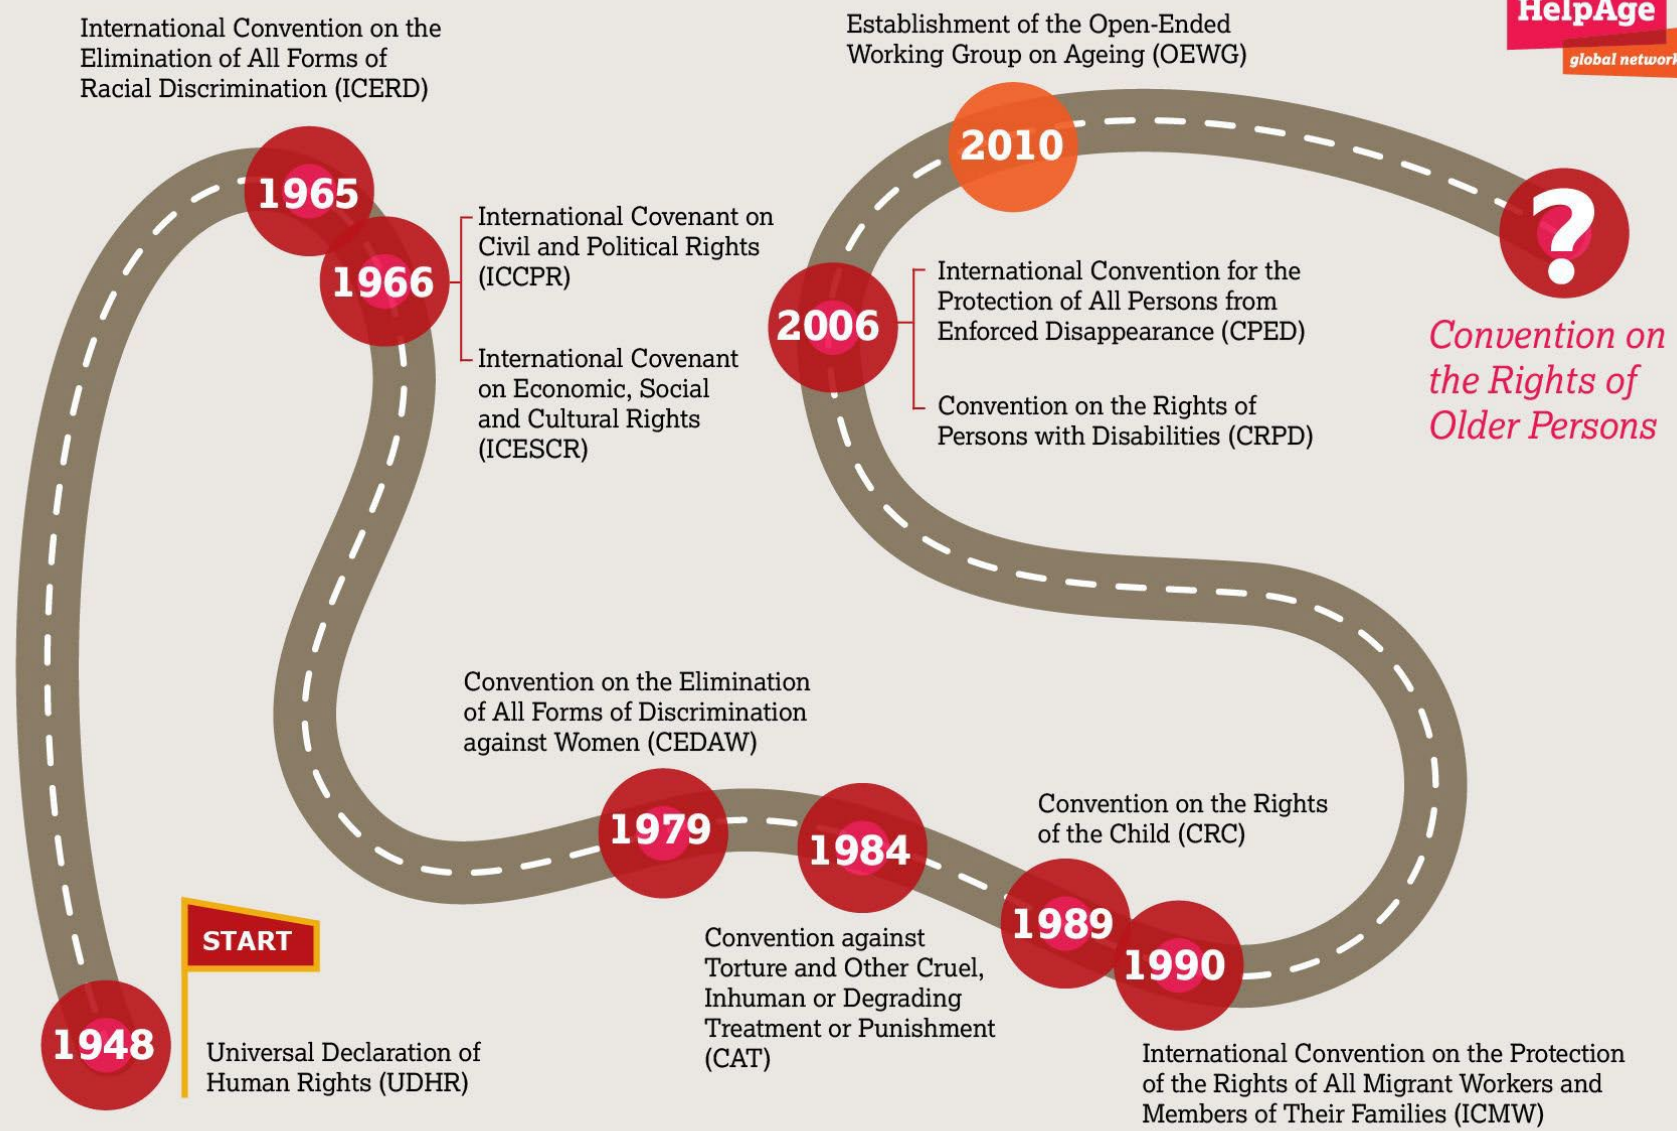 International Convention on the
Elimination of All Forms of
Racial Discrimination (ICERD)
1965
1966
International Covenant on
Civil and Political Rights
(ICCPR)
International Covenant
on Economic, Social
and Cultural Rights
(ICESCR)
START
1948
Universal Declaration of
Human Rights (UDHR)
Convention on the Elimination
of All Forms of Discrimination
against Women (CEDAW)
1979
1984
Convention against
Torture and Other Cruel,
Inhuman or Degrading
Treatment or Punishment
(CAT)
Convention on the Rights
of the Child (CRC)
1989
1990
International Convention on the Protection
of the Rights of All Migrant Workers and
Members of Their Families (ICMW)
2006
International Convention for the
Protection of All Persons from
Enforced Disappearance (CPED)
Convention on the Rights of
Persons with Disabilities (CRPD)
Establishment of the Open-Ended
Working Group on Ageing (OEWG)
2010
HelpAge
global network
?
Convention on
the Rights of
Older Persons